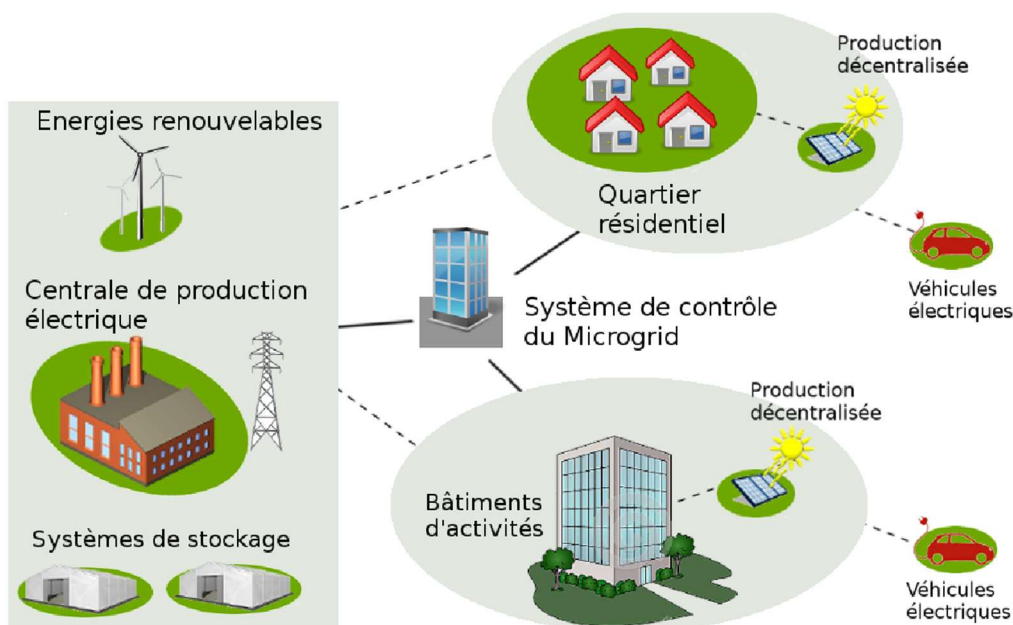 Energies renouvelables
Centrale de production
électrique
Systèmes de stockage
Production
décentralisée
Quartier
résidentiel
Véhicules
électriques
Système de contrôle
du Microgrid
Production
décentralisée
Bâtiments
d'activités
Véhicules
électriques